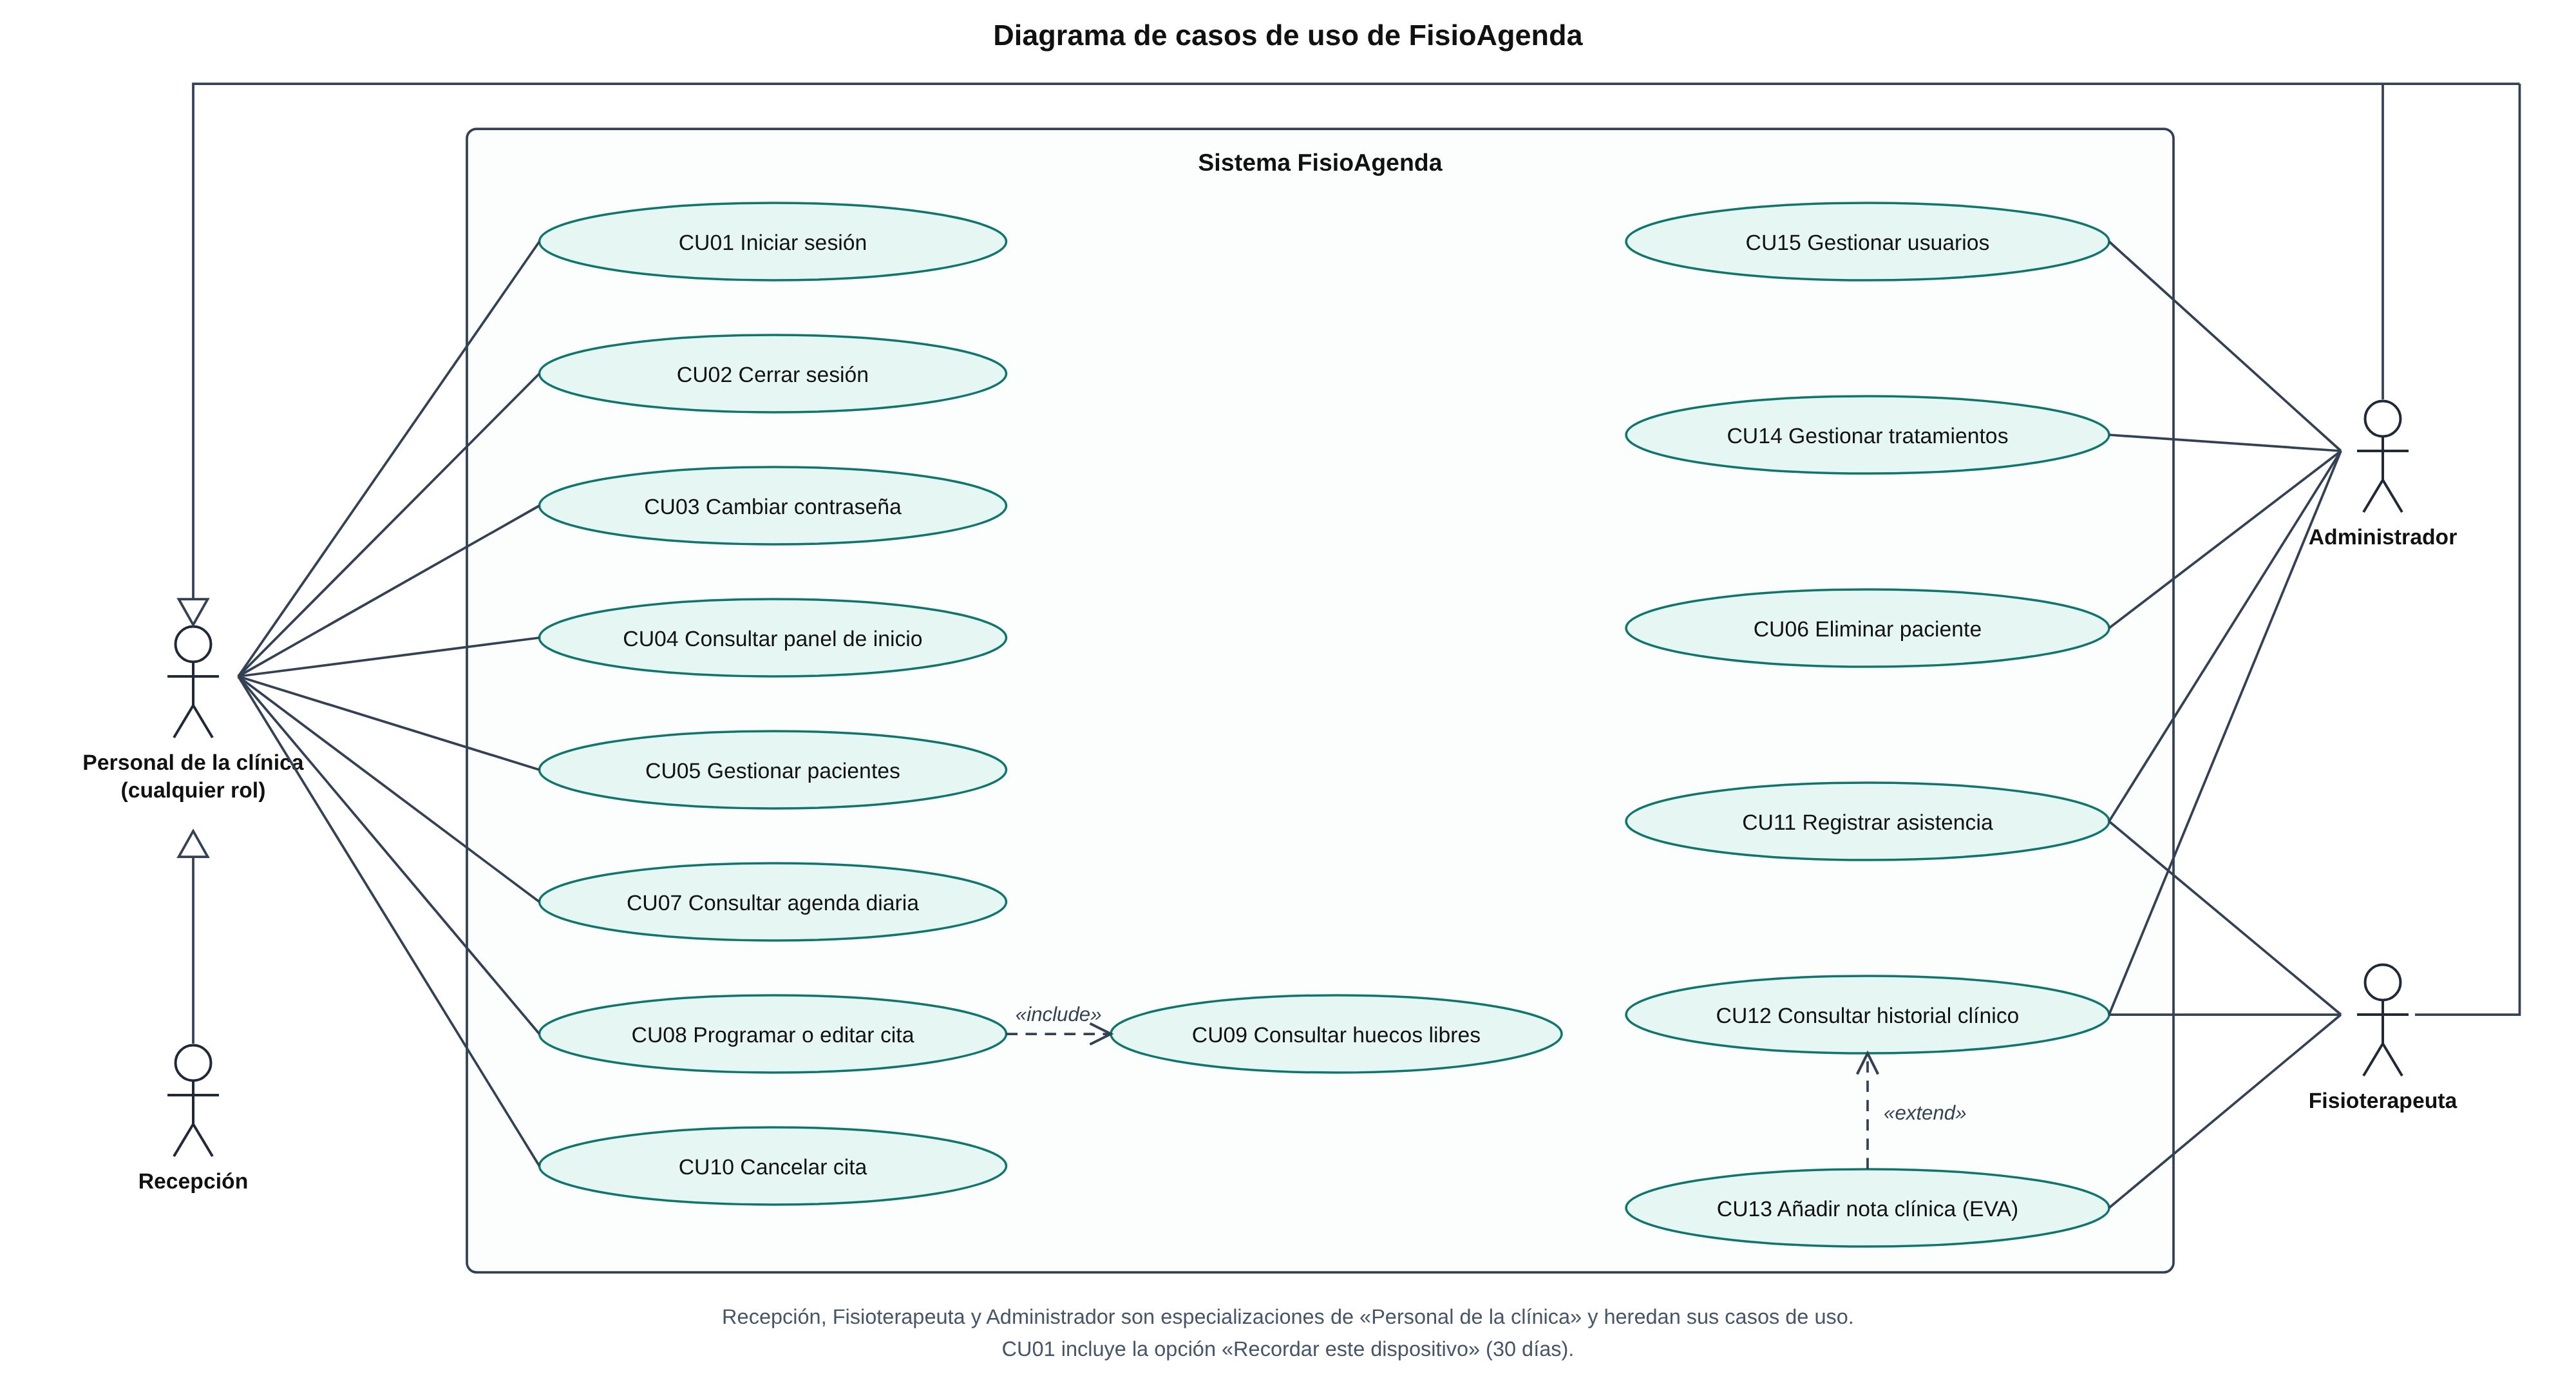 Diagrama de casos de uso de FisioAgenda
Sistema FisioAgenda
CU01 Iniciar sesión
CU02 Cerrar sesión
CU03 Cambiar contraseña
CU04 Consultar panel de inicio
CU05 Gestionar pacientes
CU07 Consultar agenda diaria
CU08 Programar o editar cita
«include»
CU09 Consultar huecos libres
CU10 Cancelar cita
CU15 Gestionar usuarios
CU14 Gestionar tratamientos
CU06 Eliminar paciente
CU11 Registrar asistencia
CU12 Consultar historial clínico
«extend»
CU13 Añadir nota clínica (EVA)
Personal de la clínica
(cualquier rol)
Recepción
Administrador
Fisioterapeuta
Recepción, Fisioterapeuta y Administrador son especializaciones de «Personal de la clínica» y heredan sus casos de uso.
CU01 incluye la opción «Recordar este dispositivo» (30 días).